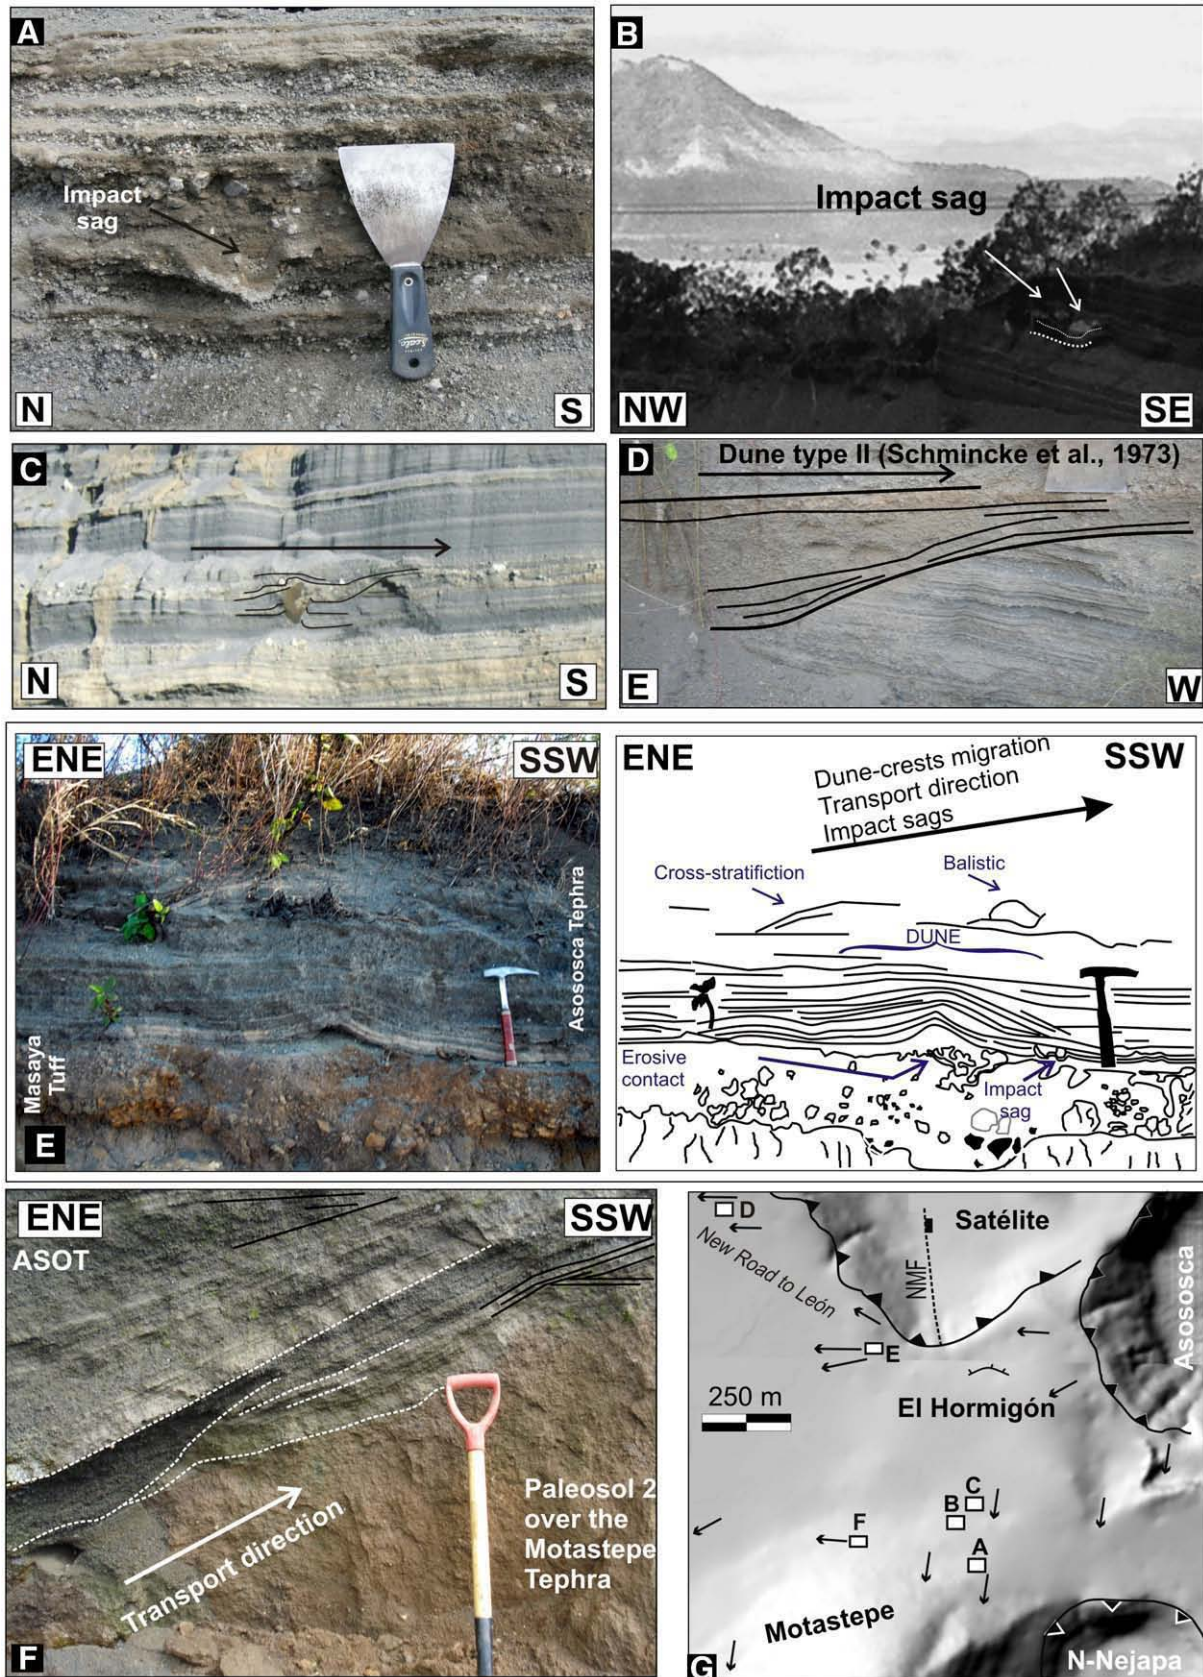 A
Impact
sag
N
S
B
Impact sag
NW
SE
C
N
S
D
Dune type II (Schmincke et al., 1973)
E
W
ENE
SSW
Masaya
Tuff
Asososca Tephra
E
ENE
SSW
Dune-crests migration
Transport direction
Impact sags
Cross-stratifiction
Balistic
DUNE
Erosive
contact
Impact
sag
ENE
SSW
ASOT
Transport direction
Paleosol 2
over the
Motastepe
Tephra
F
D
Satélite
New Road to León
NMF
Asososca
E
250 m
El Hormigón
C
B
F
A
Motastepe
N-Nejapa
G